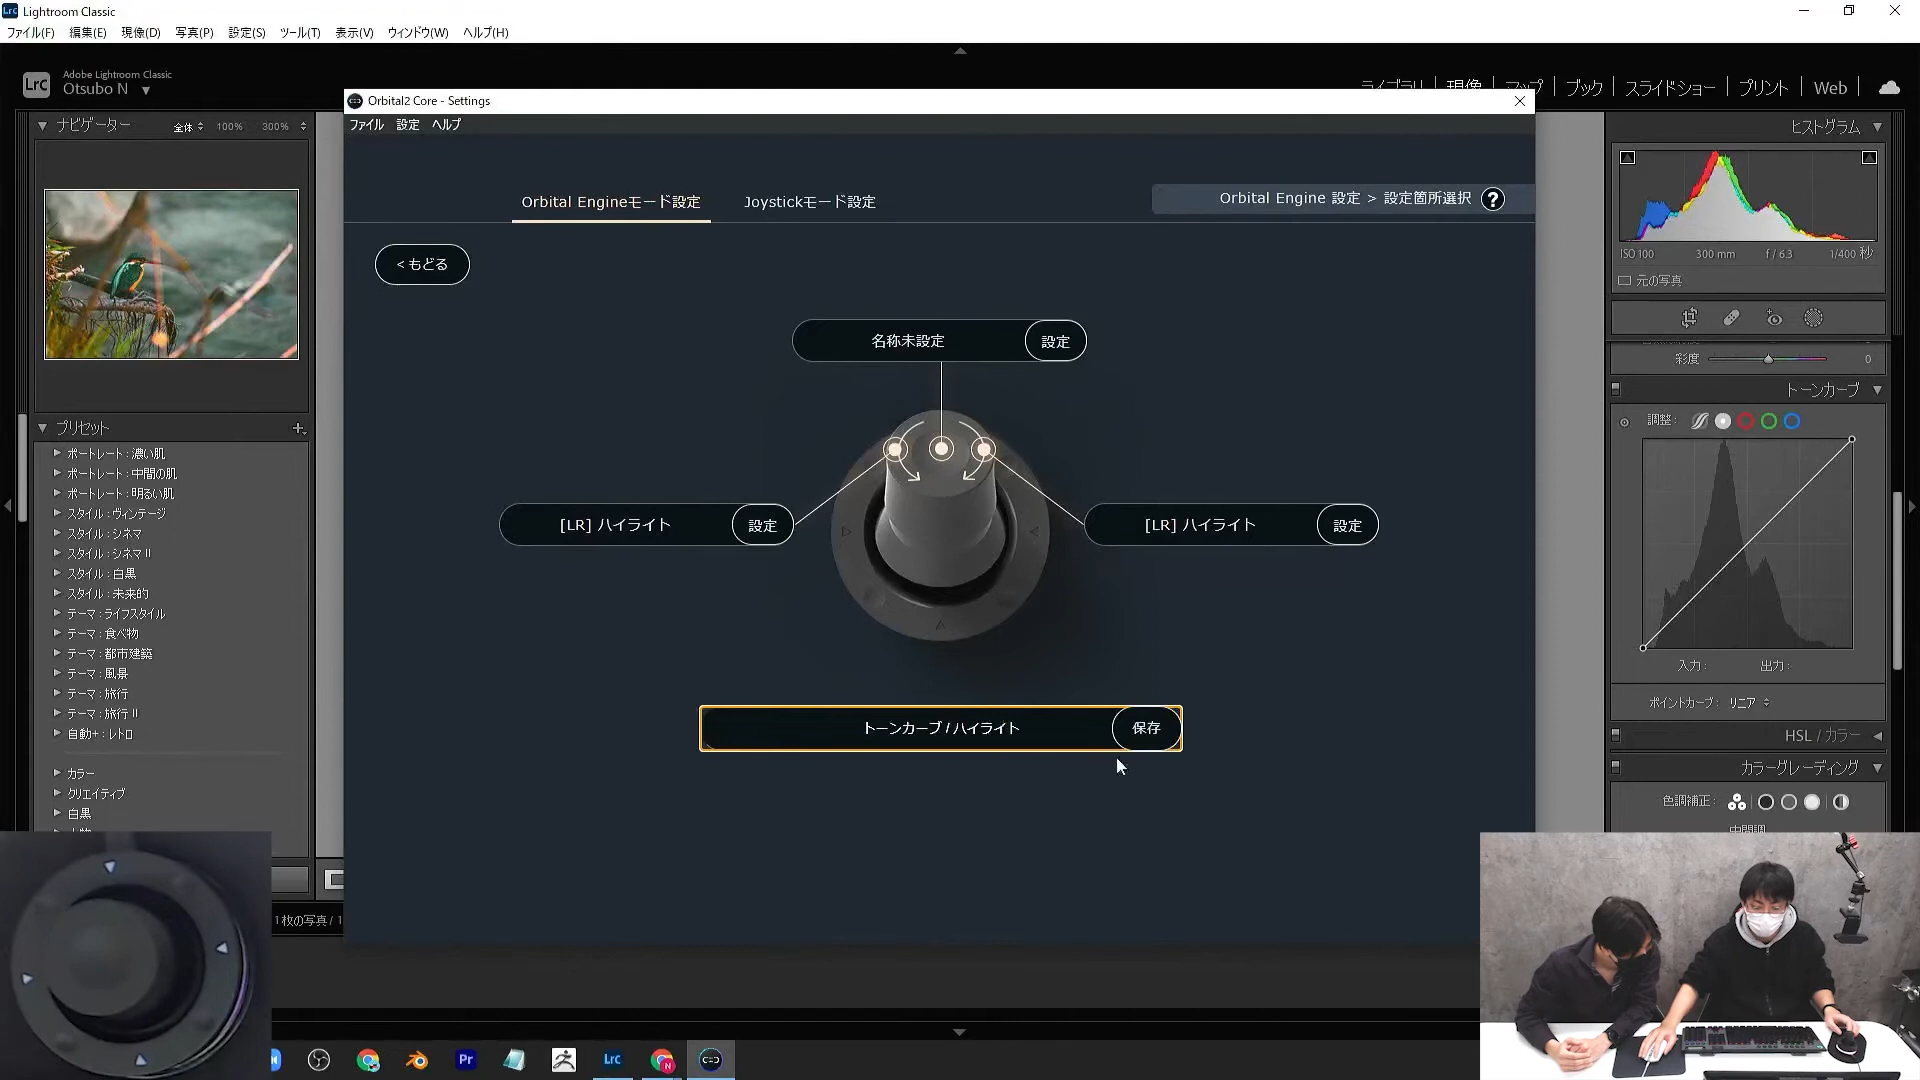 Lightroom Classic
ファイル(F) 編集(E) 現像(D) 写真(P) 設定(S) ツール(T) 表示(V) ウィンドウ(W) ヘルプ(H)
LrC
Adobe Lightroom Classic
Otsubo N
ライブラリ 現像 マップ ブック スライドショー プリント Web
Orbital2 Core - Settings
ファイル 設定 ヘルプ
ナビゲーター 全体 100% 300%
Orbital Engineモード設定 Joystickモード設定
Orbital Engine 設定 > 設定箇所選択 ?
< もどる
名称未設定 設定
[LR] ハイライト 設定
[LR] ハイライト 設定
トーンカーブ / ハイライト 保存
プリセット
ポートレート : 濃い肌
ポートレート : 中間の肌
ポートレート : 明るい肌
スタイル : ヴィンテージ
スタイル : シネマ
スタイル : シネマ II
スタイル : 白黒
スタイル : 未来的
テーマ : ライフスタイル
テーマ : 食べ物
テーマ : 都市建築
テーマ : 風景
テーマ : 旅行
テーマ : 旅行 II
自動+ : レトロ
カラー
クリエイティブ
白黒
1 枚の写真 / 1
ヒストグラム
ISO 100 300 mm f / 6.3 1/400 秒
元の写真
彩度 0
トーンカーブ
調整 :
入力 : 出力 :
ポイントカーブ : リニア
HSL / カラー
カラーグレーディング
色調補正 :
中間調
Pr
Lrc
N